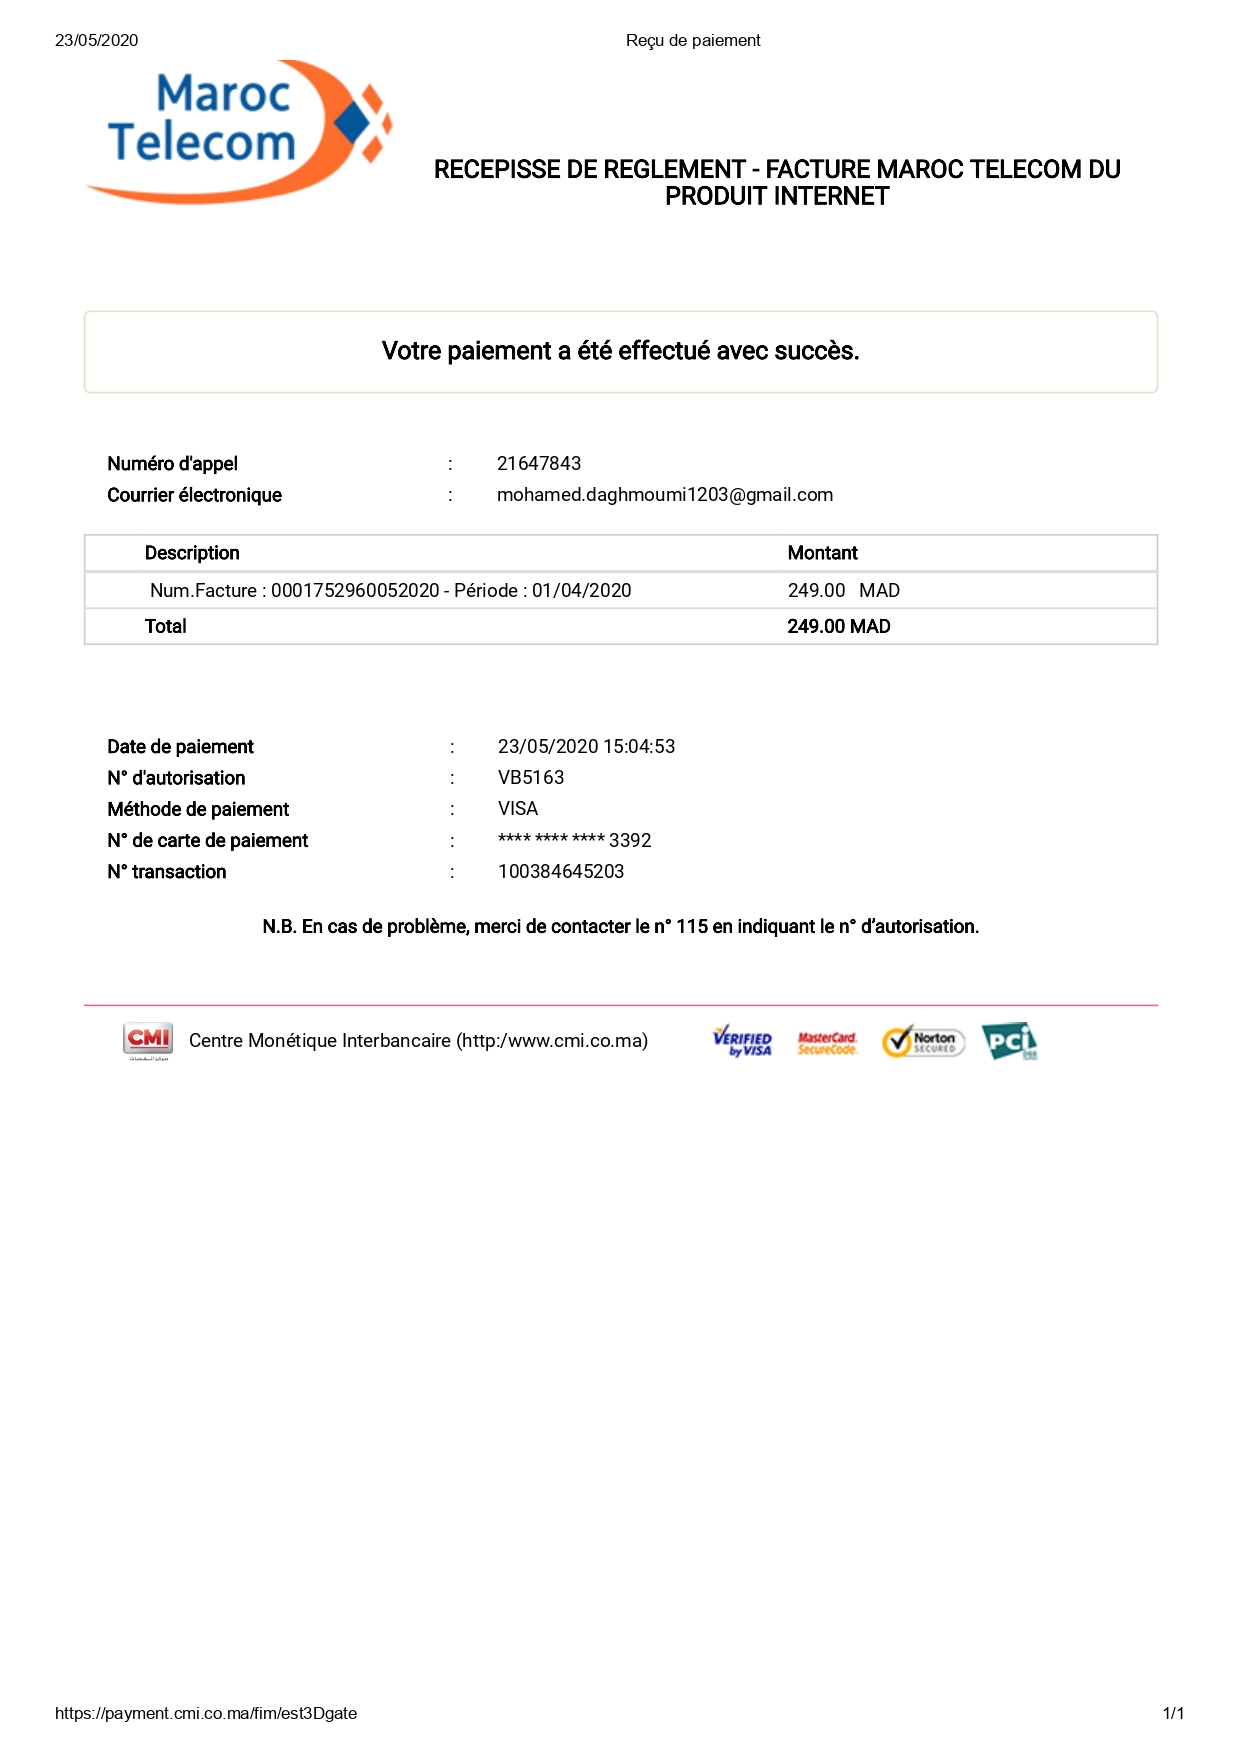 23/05/2020 Reçu de paiement
Maroc
Telecom
RECEPISSE DE REGLEMENT - FACTURE MAROC TELECOM DU
PRODUIT INTERNET
Votre paiement a été effectué avec succès.
Numéro d'appel : 21647843
Courrier électronique : mohamed.daghmoumi1203@gmail.com
Description Montant
Num.Facture : 0001752960052020 - Période : 01/04/2020 249.00 MAD
Total 249.00 MAD
Date de paiement : 23/05/2020 15:04:53
N° d'autorisation : VB5163
Méthode de paiement : VISA
N° de carte de paiement : **** **** **** 3392
N° transaction : 100384645203
N.B. En cas de problème, merci de contacter le n° 115 en indiquant le n° d’autorisation.
CMI
مركز النقديات
Centre Monétique Interbancaire (http:/www.cmi.co.ma)
VERIFIED
by VISA
MasterCard.
SecureCode.
Norton
SECURED
PCI
DSS
https://payment.cmi.co.ma/fim/est3Dgate 1/1